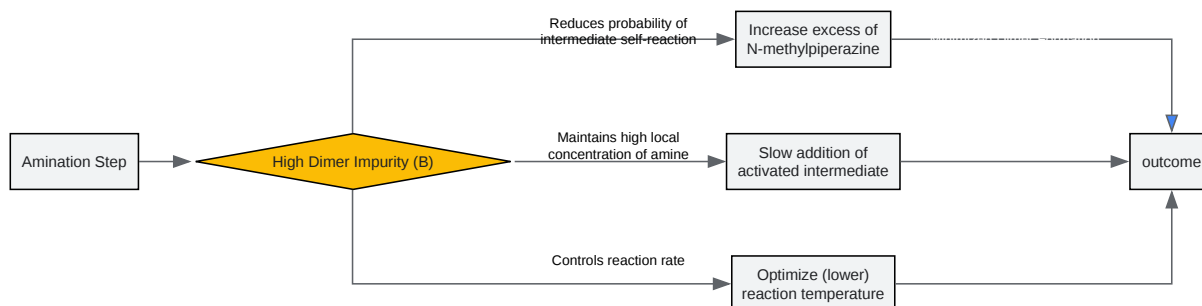 Reduces probability of
intermediate self-reaction
Increase excess of
N-methylpiperazine
Amination Step
High Dimer Impurity (B)
Maintains high local
concentration of amine
Slow addition of
activated intermediate
outcome
Controls reaction rate
Optimize (lower)
reaction temperature